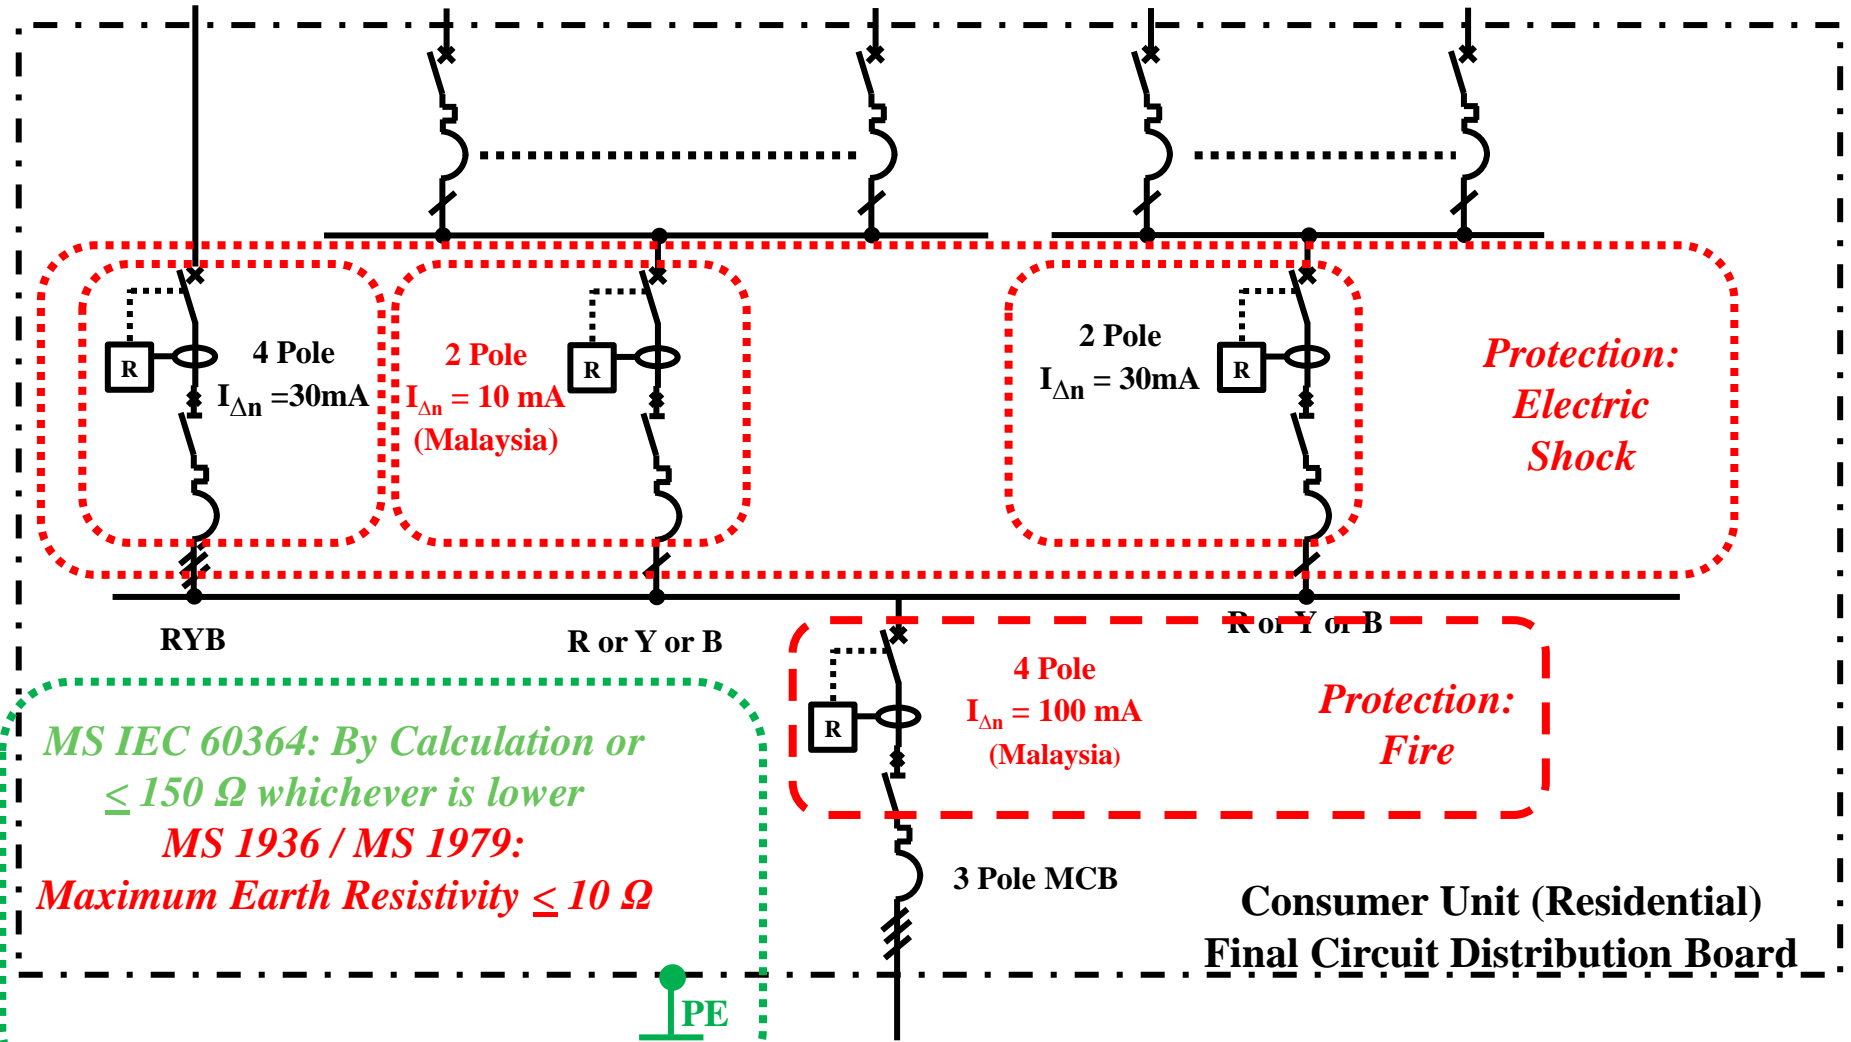 R
4 Pole
IΔn =30mA
2 Pole
IΔn = 10 mA
(Malaysia)
R
2 Pole
IΔn = 30mA
R
Protection:
Electric
Shock
RYB
R or Y or B
R or Y or B
MS IEC 60364: By Calculation or
≤ 150 Ω whichever is lower
MS 1936 / MS 1979:
Maximum Earth Resistivity ≤ 10 Ω
R
4 Pole
IΔn = 100 mA
(Malaysia)
Protection:
Fire
3 Pole MCB
Consumer Unit (Residential)
Final Circuit Distribution Board
PE